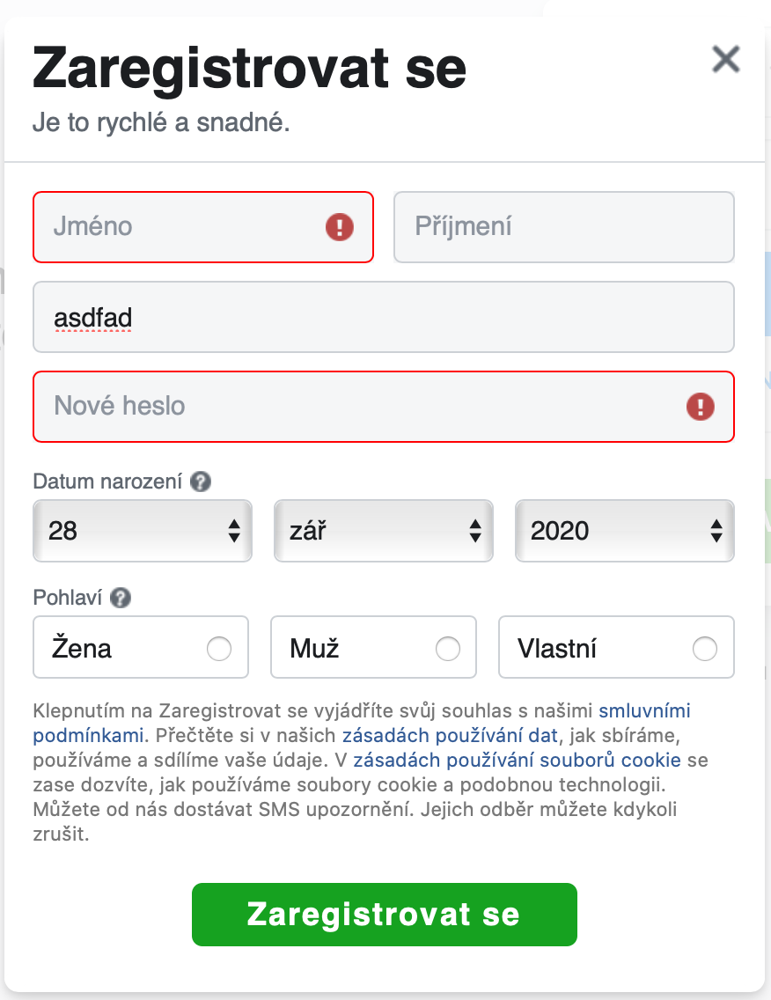 Zaregistrovat se
Je to rychlé a snadné.
Jméno
Příjmení
asdfad
Nové heslo
Datum narození
28 zář 2020
Pohlaví
Žena Muž Vlastní
Klepnutím na Zaregistrovat se vyjádříte svůj souhlas s našimi smluvními
podmínkami. Přečtěte si v našich zásadách používání dat, jak sbíráme,
používáme a sdílíme vaše údaje. V zásadách používání souborů cookie se
zase dozvíte, jak používáme soubory cookie a podobnou technologii.
Můžete od nás dostávat SMS upozornění. Jejich odběr můžete kdykoli
zrušit.
Zaregistrovat se